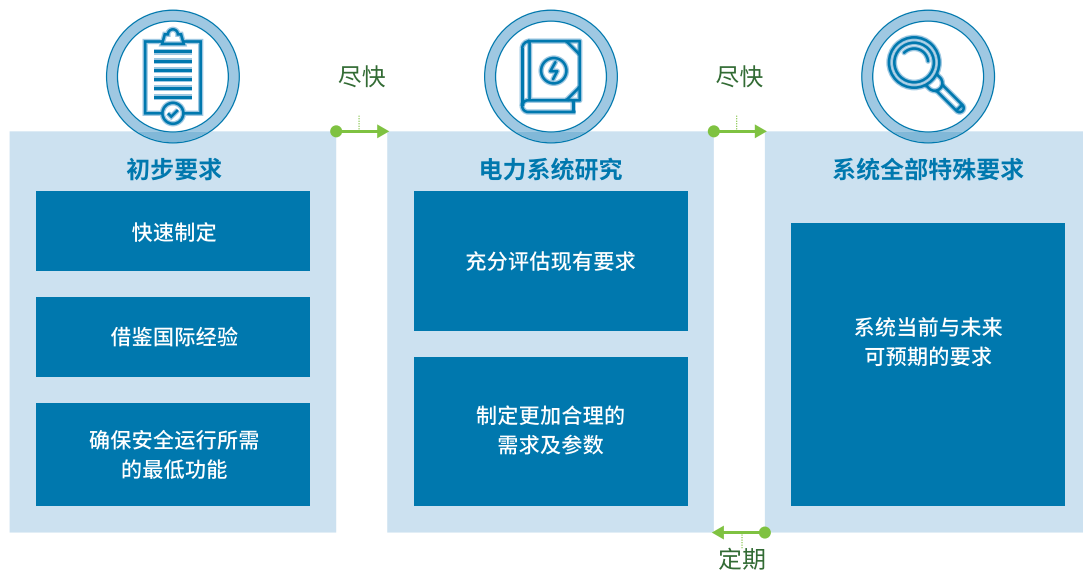 尽快
尽快
初步要求
快速制定
借鉴国际经验
确保安全运行所需
的最低功能
电力系统研究
充分评估现有要求
制定更加合理的
需求及参数
系统全部特殊要求
系统当前与未来
可预期的要求
定期